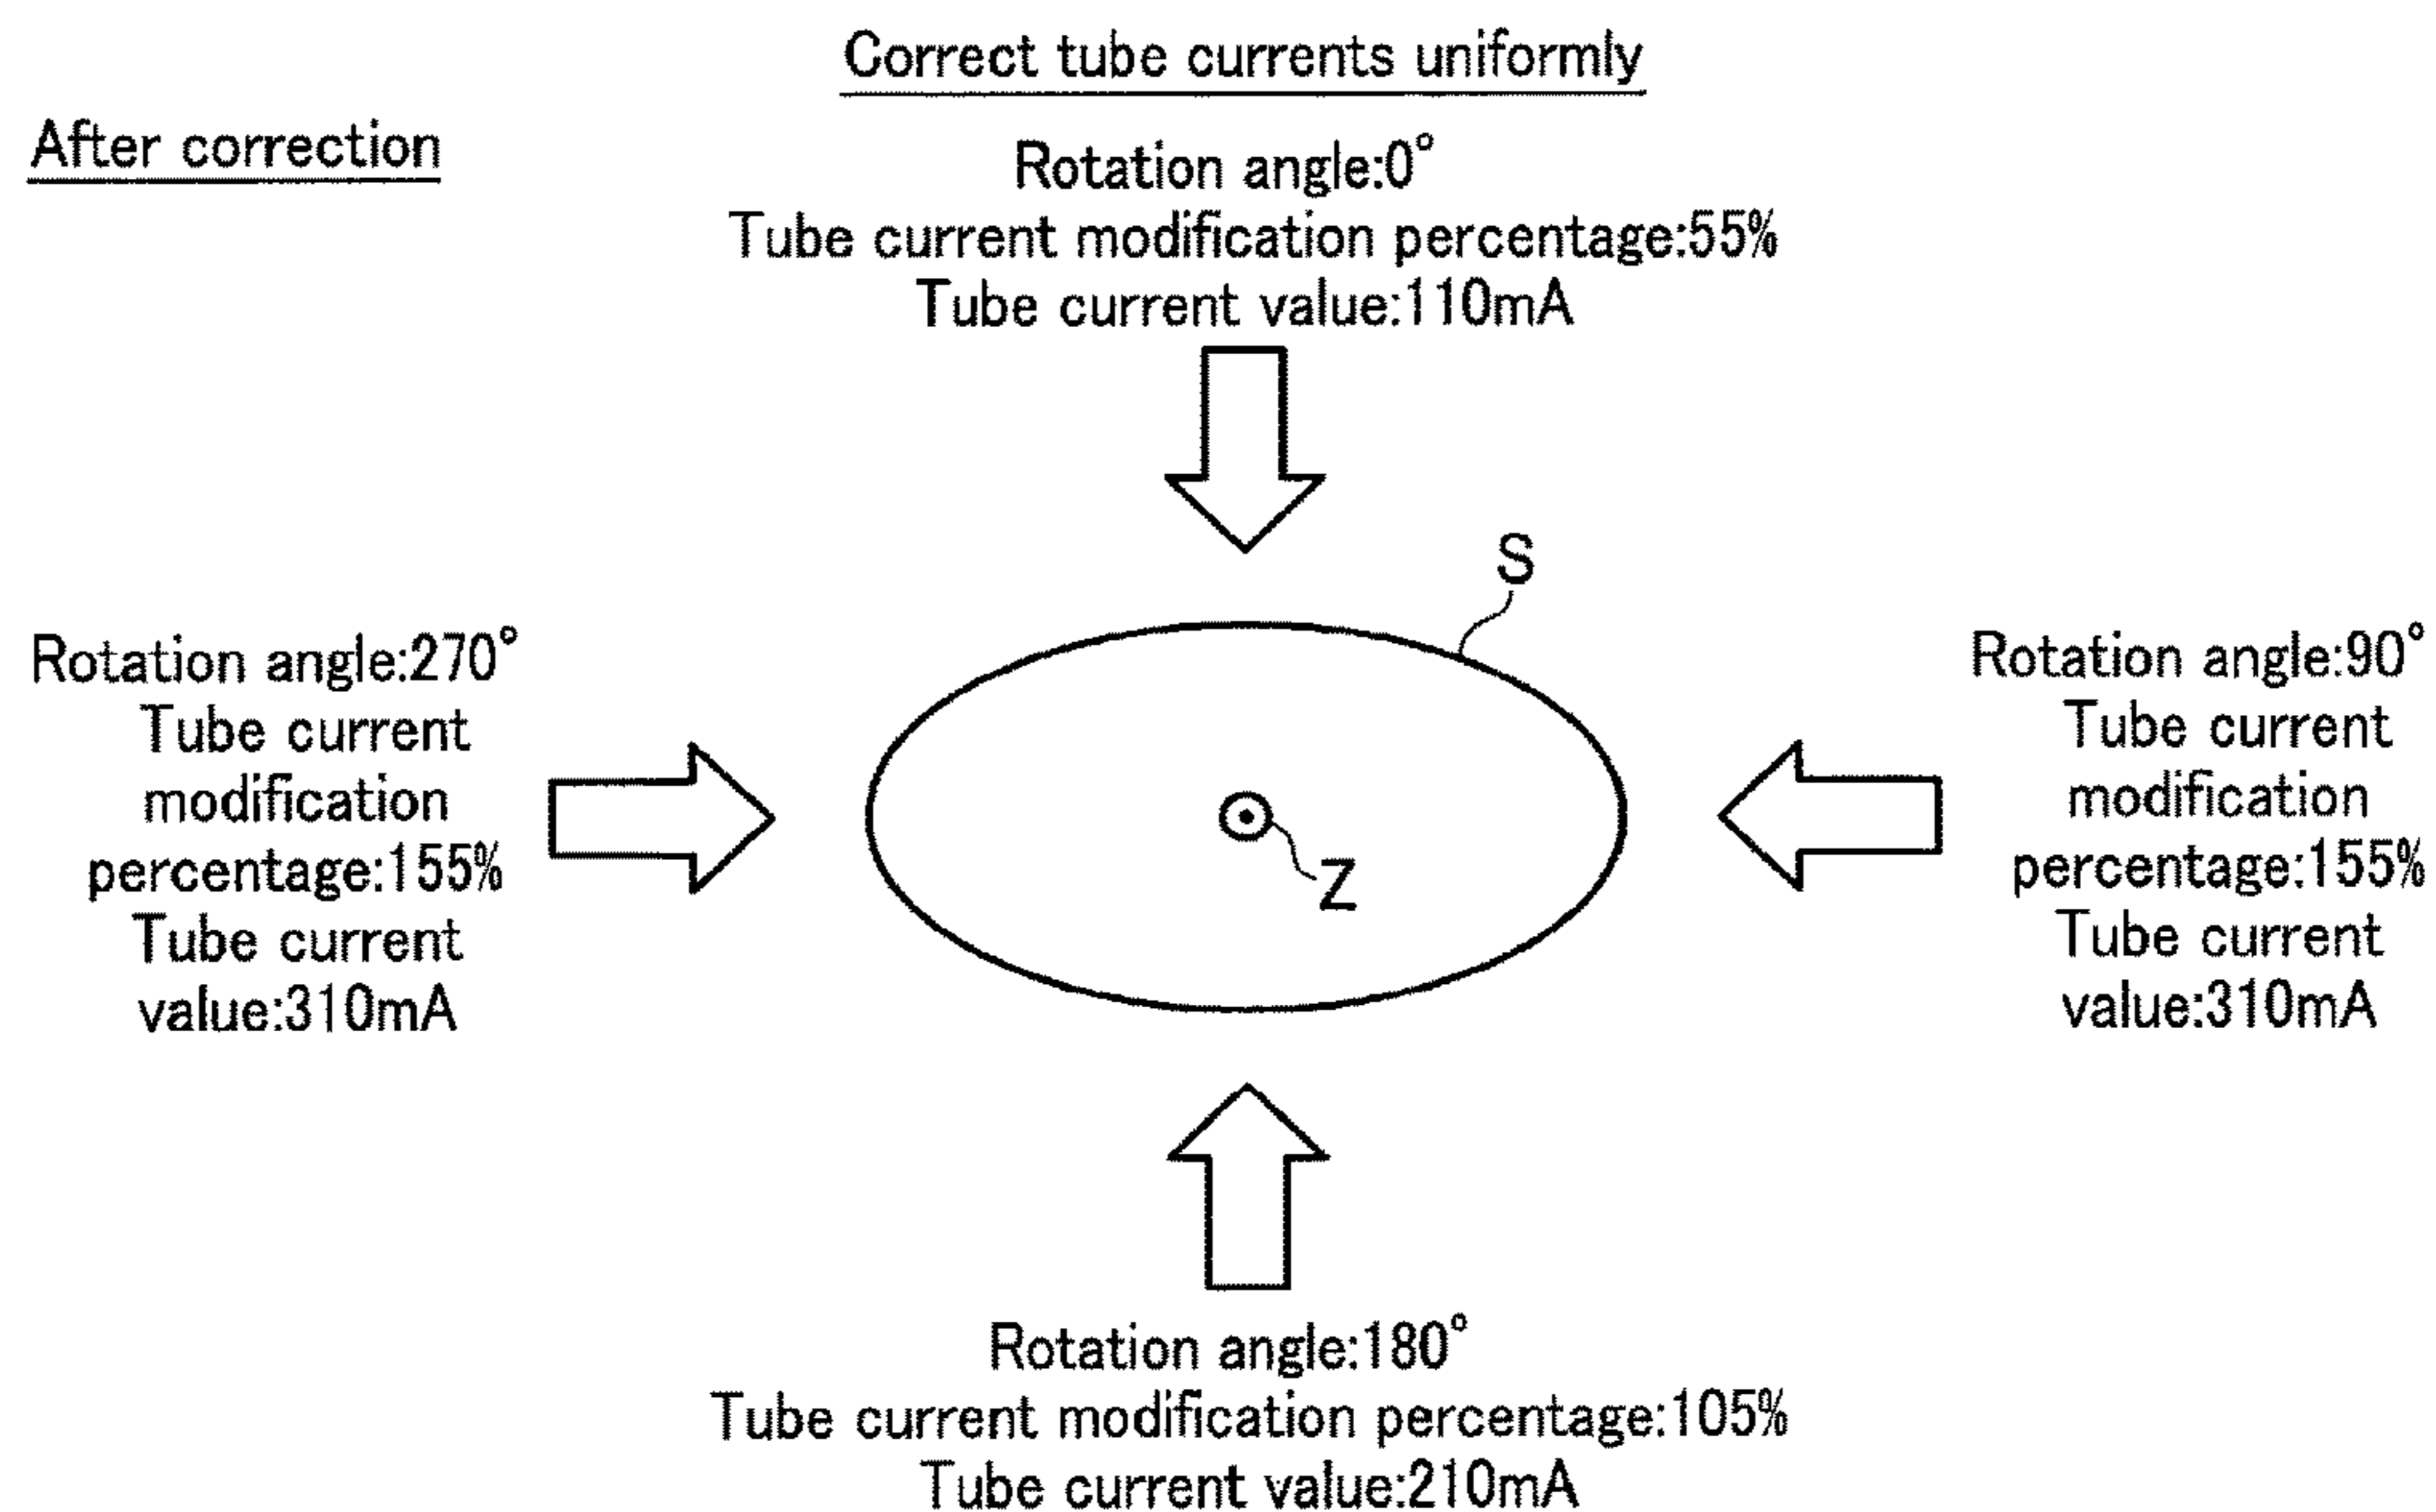 Correct tube currents uniformly
After correction
Rotation angle:0°
Tube current modification percentage:55%
Tube current value:110mA
S
Rotation angle:270°
Tube current
modification
percentage:155%
Tube current
value:310mA
Z
Rotation angle:90°
Tube current
modification
percentage:155%
Tube current
value:310mA
Rotation angle:180°
Tube current modification percentage:105%
Tube current value:210mA